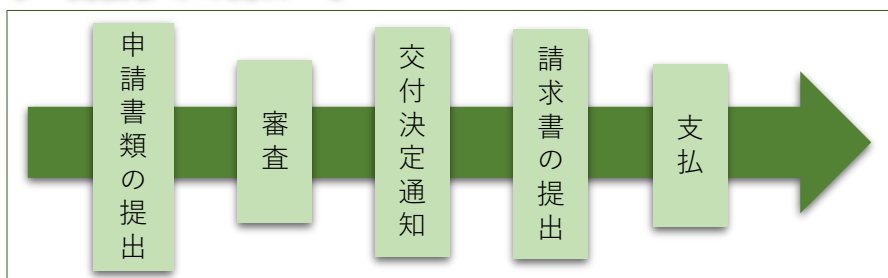 申請書類の提出
審査
交付決定通知
請求書の提出
支払